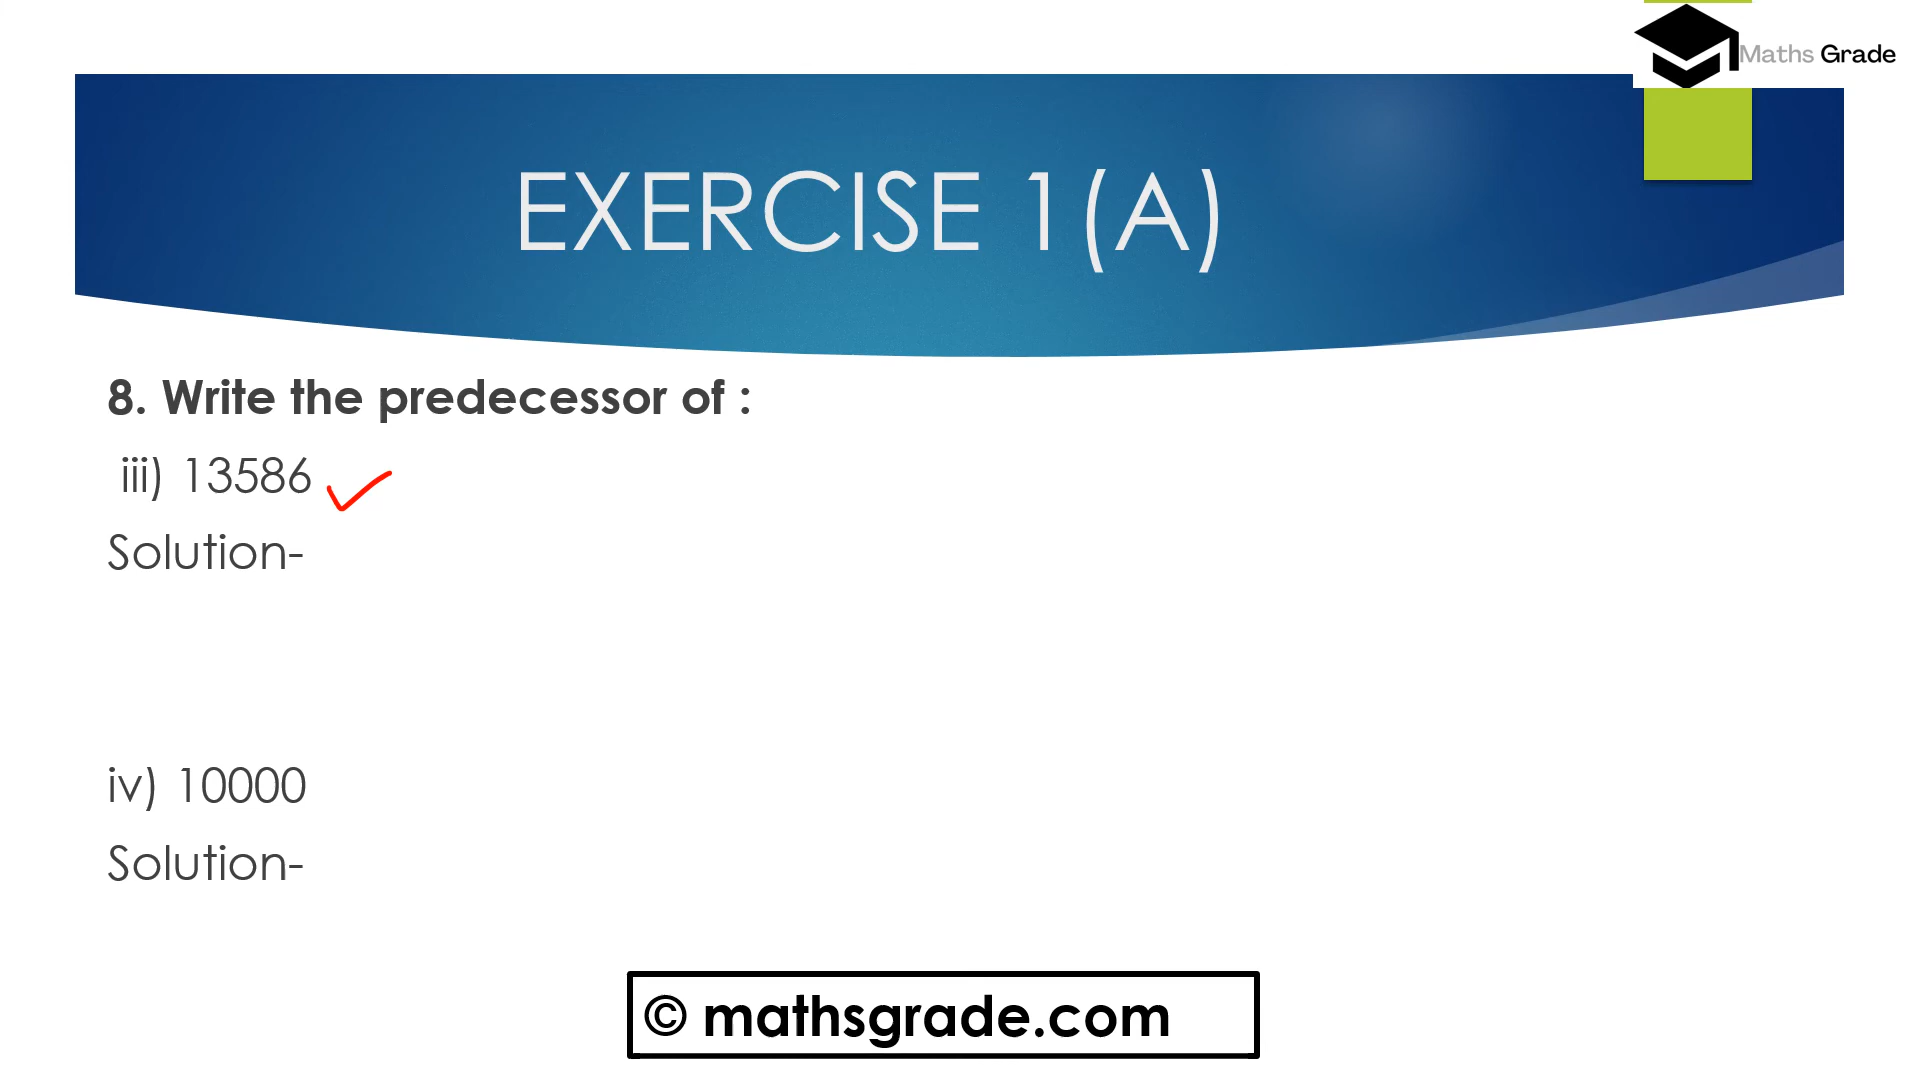 Maths Grade
EXERCISE 1(A)
8. Write the predecessor of :
iii) 13586
Solution-
iv) 10000
Solution-
© mathsgrade.com